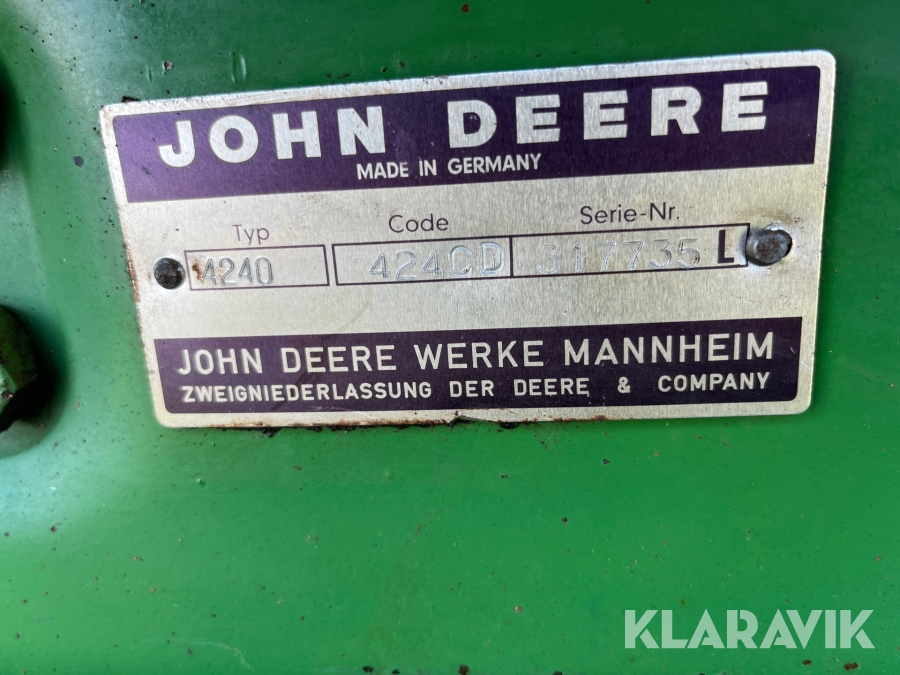 JOHN DEERE
MADE IN GERMANY
Typ Code Serie-Nr.
4240 424CD 317735 L
JOHN DEERE WERKE MANNHEIM
ZWEIGNIEDERLASSUNG DER DEERE & COMPANY
KLARAVIK